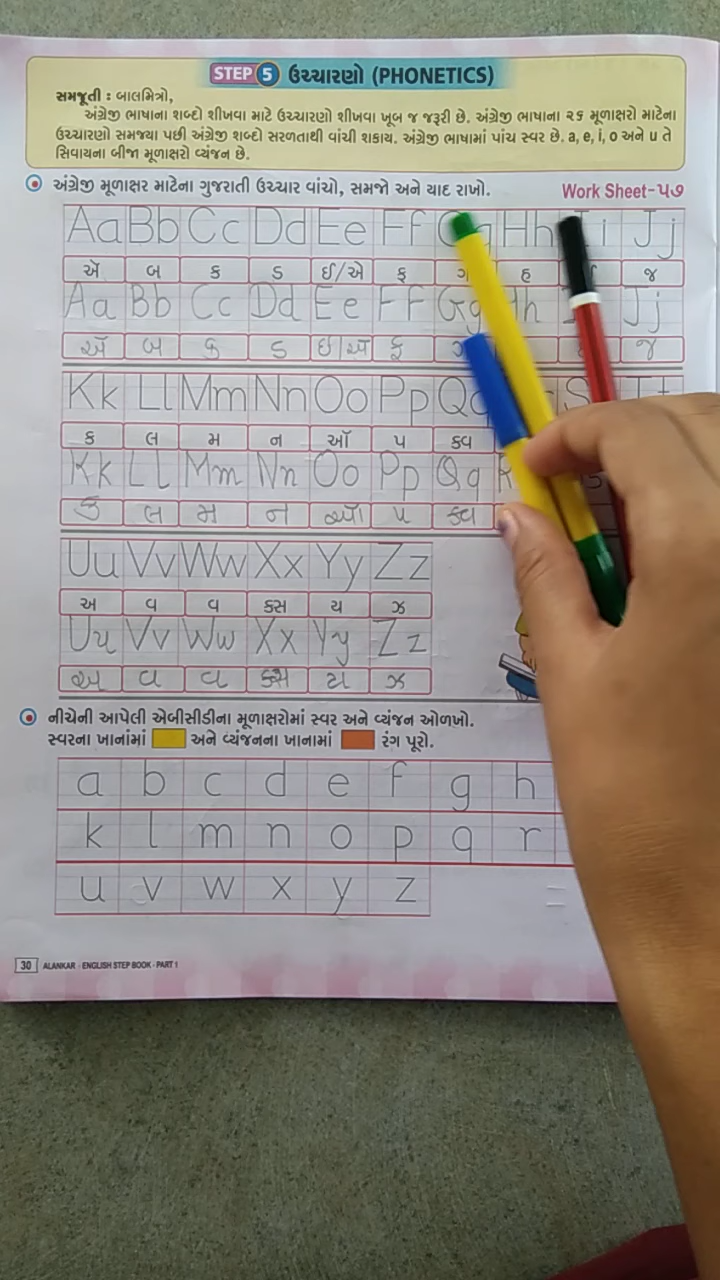 STEP 5 ઉચ્ચારણો (PHONETICS)
સમજૂતી : બાલમિત્રો,
અંગ્રેજી ભાષાના શબ્દો શીખવા માટે ઉચ્ચારણો શીખવા ખૂબ જ જરૂરી છે. અંગ્રેજી ભાષાના ૨૬ મૂળાક્ષરો માટેના
ઉચ્ચારણો સમજ્યા પછી અંગ્રેજી શબ્દો સરળતાથી વાંચી શકાય. અંગ્રેજી ભાષામાં પાંચ સ્વર છે. a, e, i, o અને u તે
સિવાયના બીજા મૂળાક્ષરો વ્યંજન છે.
અંગ્રેજી મૂળાક્ષર માટેના ગુજરાતી ઉચ્ચાર વાંચો, સમજો અને યાદ રાખો. Work Sheet-૫૭
Aa Bb Cc Dd Ee Ff Hh Jj
ઍ બ ક ડ ઈ/એ ફ ગ હ જ
Aa Bb Cc Dd Ee Ff Gg Hh Jj
ઍ બ ક ડ ઈ/એ ફ જ
Kk Ll Mm Nn Oo Pp Qq
ક લ મ ન ઑ પ ક્વ
Kk Ll Mm Nn Oo Pp Qq
ક લ મ ન ઑ પ ક્વ
Uu Vv Ww Xx Yy Zz
અ વ વ ક્સ ય ઝ
Uu Vv Ww Xx Yy Zz
અ વ વ ક્સ ય ઝ
નીચેની આપેલી એબીસીડીના મૂળાક્ષરોમાં સ્વર અને વ્યંજન ઓળખો.
સ્વરના ખાનાંમાં અને વ્યંજનના ખાનામાં રંગ પૂરો.
a b c d e f g h
k l m n o p q r
u v w x y z
30 ALANKAR - ENGLISH STEP BOOK - PART 1